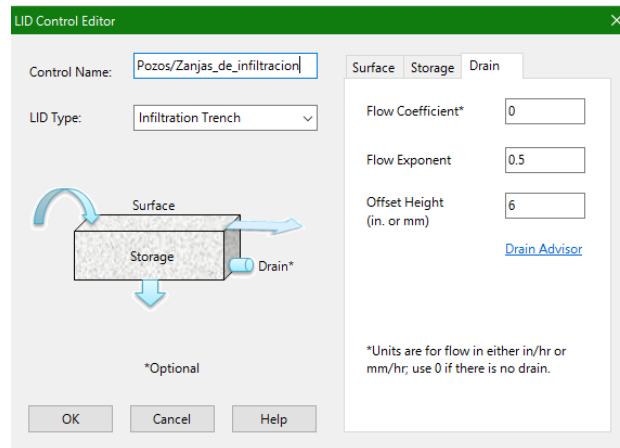 LID Control Editor
Control Name: Pozos/Zanjas_de_infiltracion
LID Type: Infiltration Trench
Surface
Storage
Drain*
*Optional
OK Cancel Help
Surface Storage Drain
Flow Coefficient* 0
Flow Exponent 0.5
Offset Height 6
(in. or mm)
Drain Advisor
*Units are for flow in either in/hr or
mm/hr; use 0 if there is no drain.